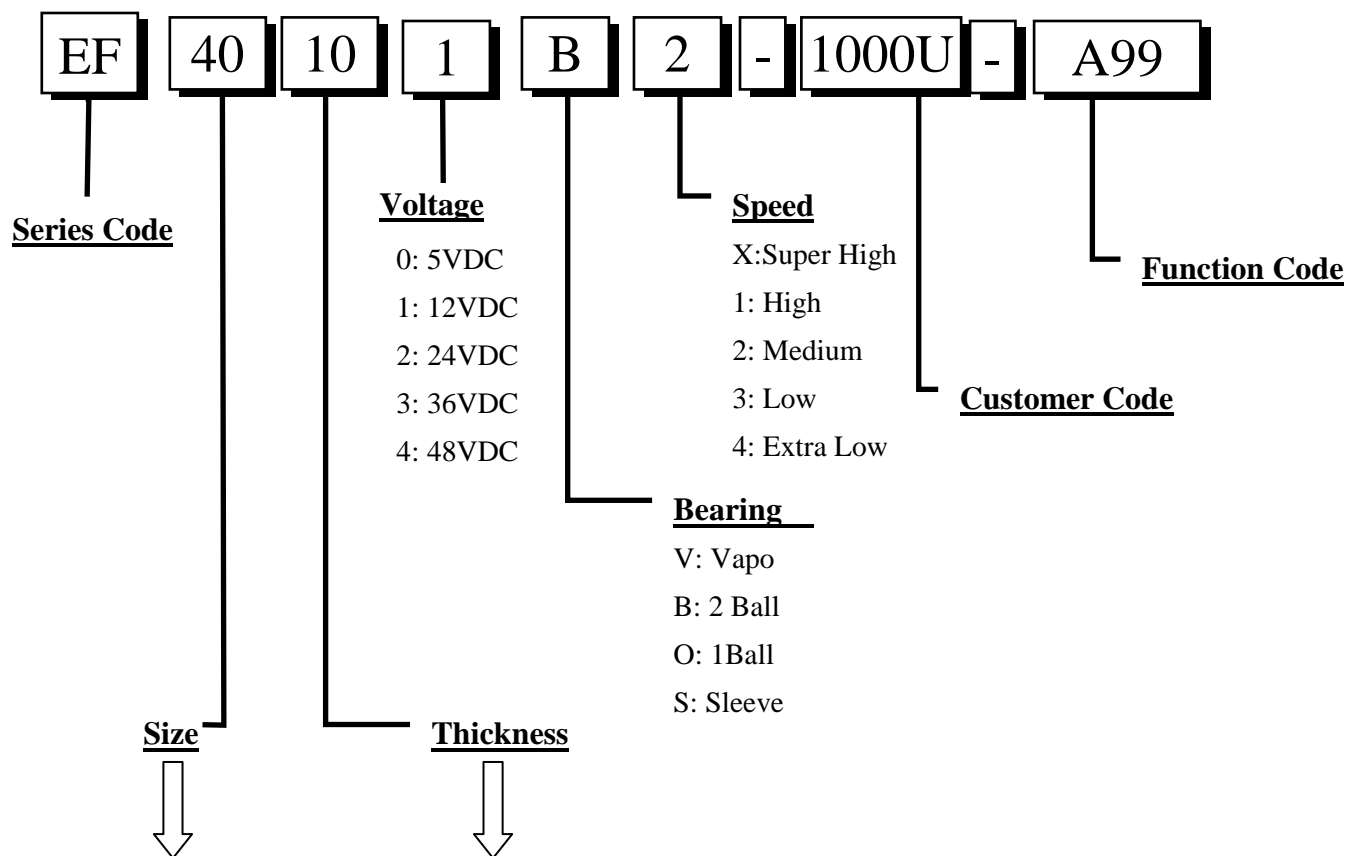 EF 40 10 1 B 2 - 1000U - A99
Series Code
Voltage
0: 5VDC
1: 12VDC
2: 24VDC
3: 36VDC
4: 48VDC
Speed
X:Super High
1: High
2: Medium
3: Low
4: Extra Low
Function Code
Customer Code
Bearing
V: Vapo
B: 2 Ball
O: 1Ball
S: Sleeve
Size
Thickness